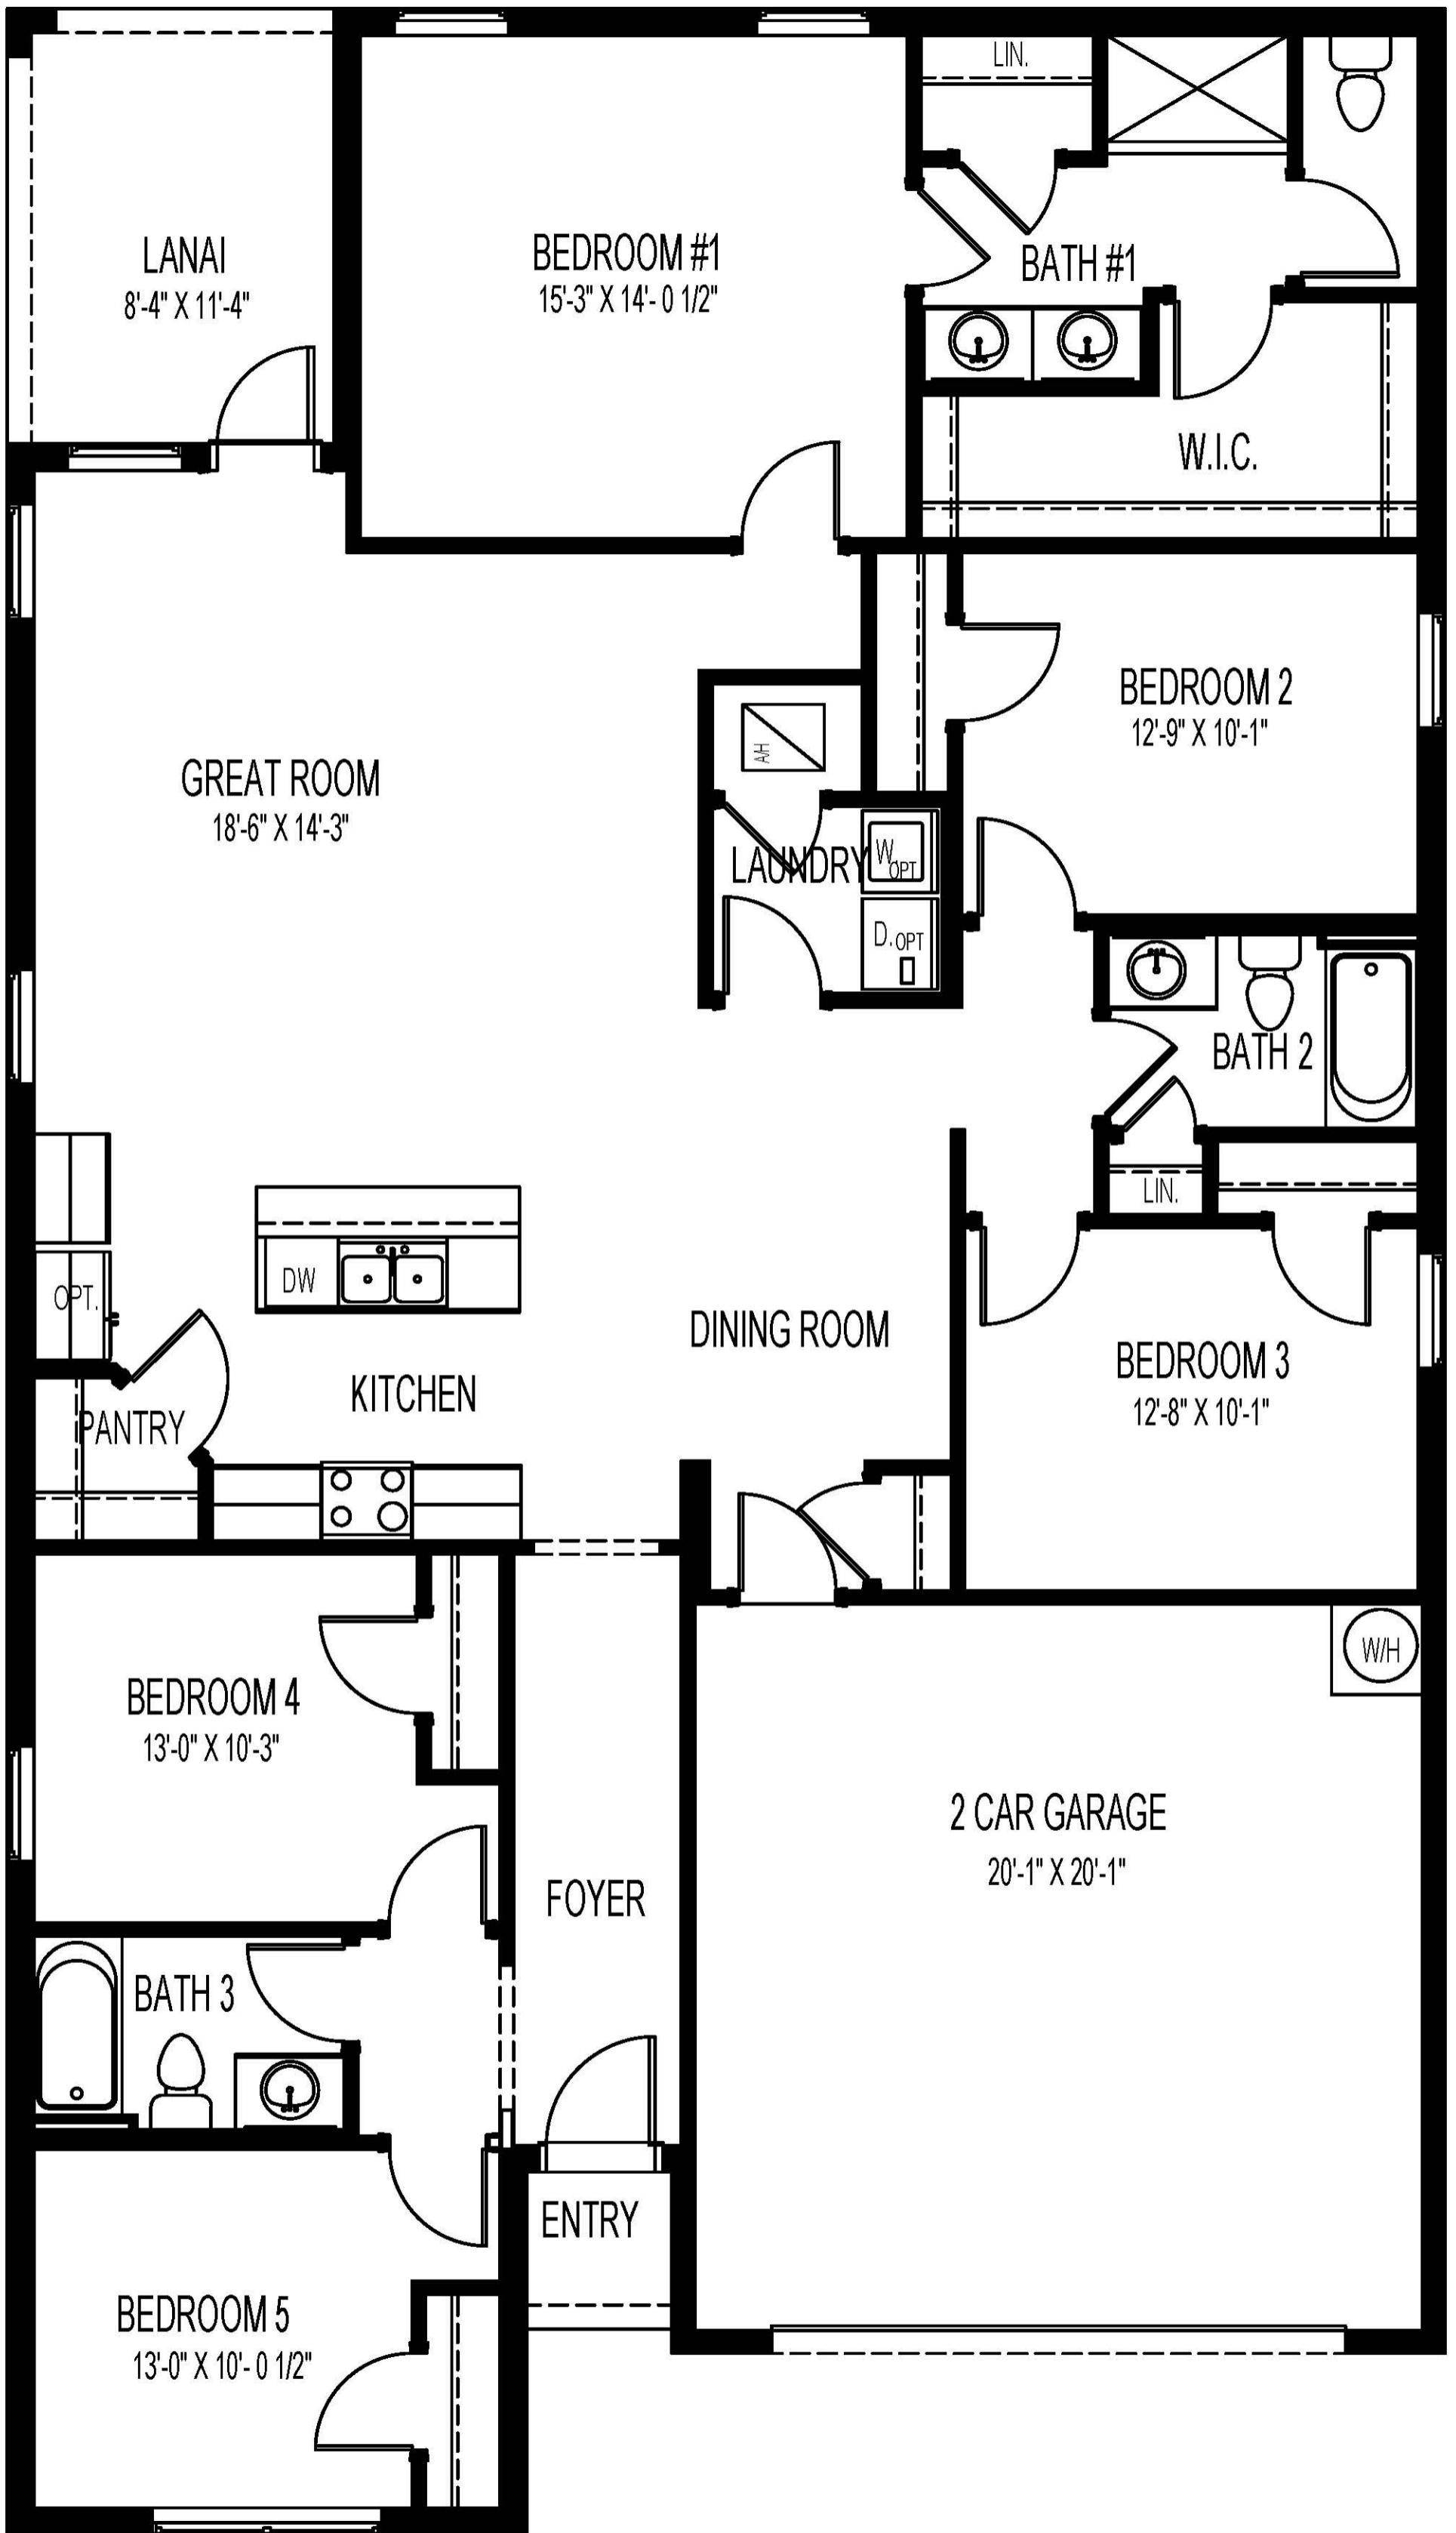 LIN.
LANAI
8'-4" X 11'-4"
BEDROOM #1
15'-3" X 14'- 0 1/2"
BATH #1
W.I.C.
BEDROOM 2
12'-9" X 10'-1"
A/H
GREAT ROOM
18'-6" X 14'-3"
LAUNDRY
W. OPT
D. OPT
BATH 2
LIN.
OPT.
DW
DINING ROOM
KITCHEN
PANTRY
BEDROOM 3
12'-8" X 10'-1"
W/H
BEDROOM 4
13'-0" X 10'-3"
2 CAR GARAGE
20'-1" X 20'-1"
FOYER
BATH 3
ENTRY
BEDROOM 5
13'-0" X 10'- 0 1/2"